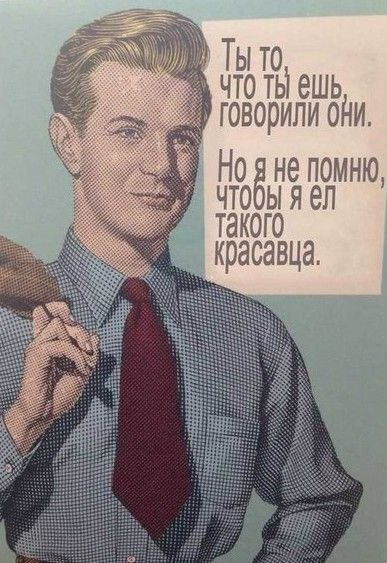 Ты то,
что ты ешь,
говорили они.
Но я не помню,
чтобы я ел
такого
красавца.